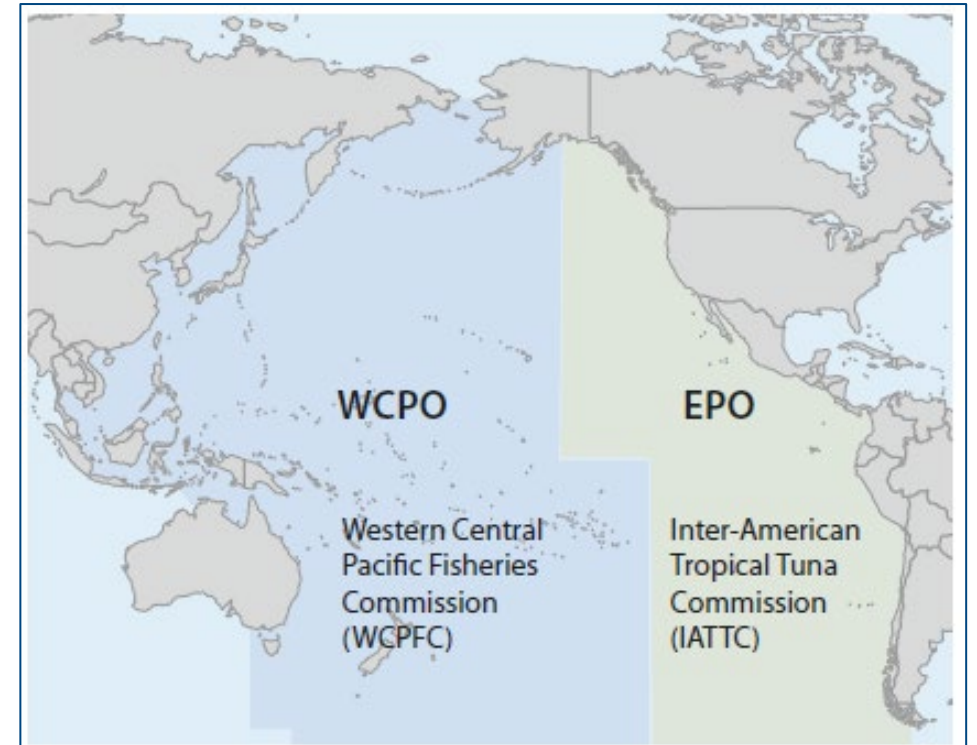 WCPO
EPO
Western Central
Pacific Fisheries
Commission
(WCPFC)
Inter-American
Tropical Tuna
Commission
(IATTC)